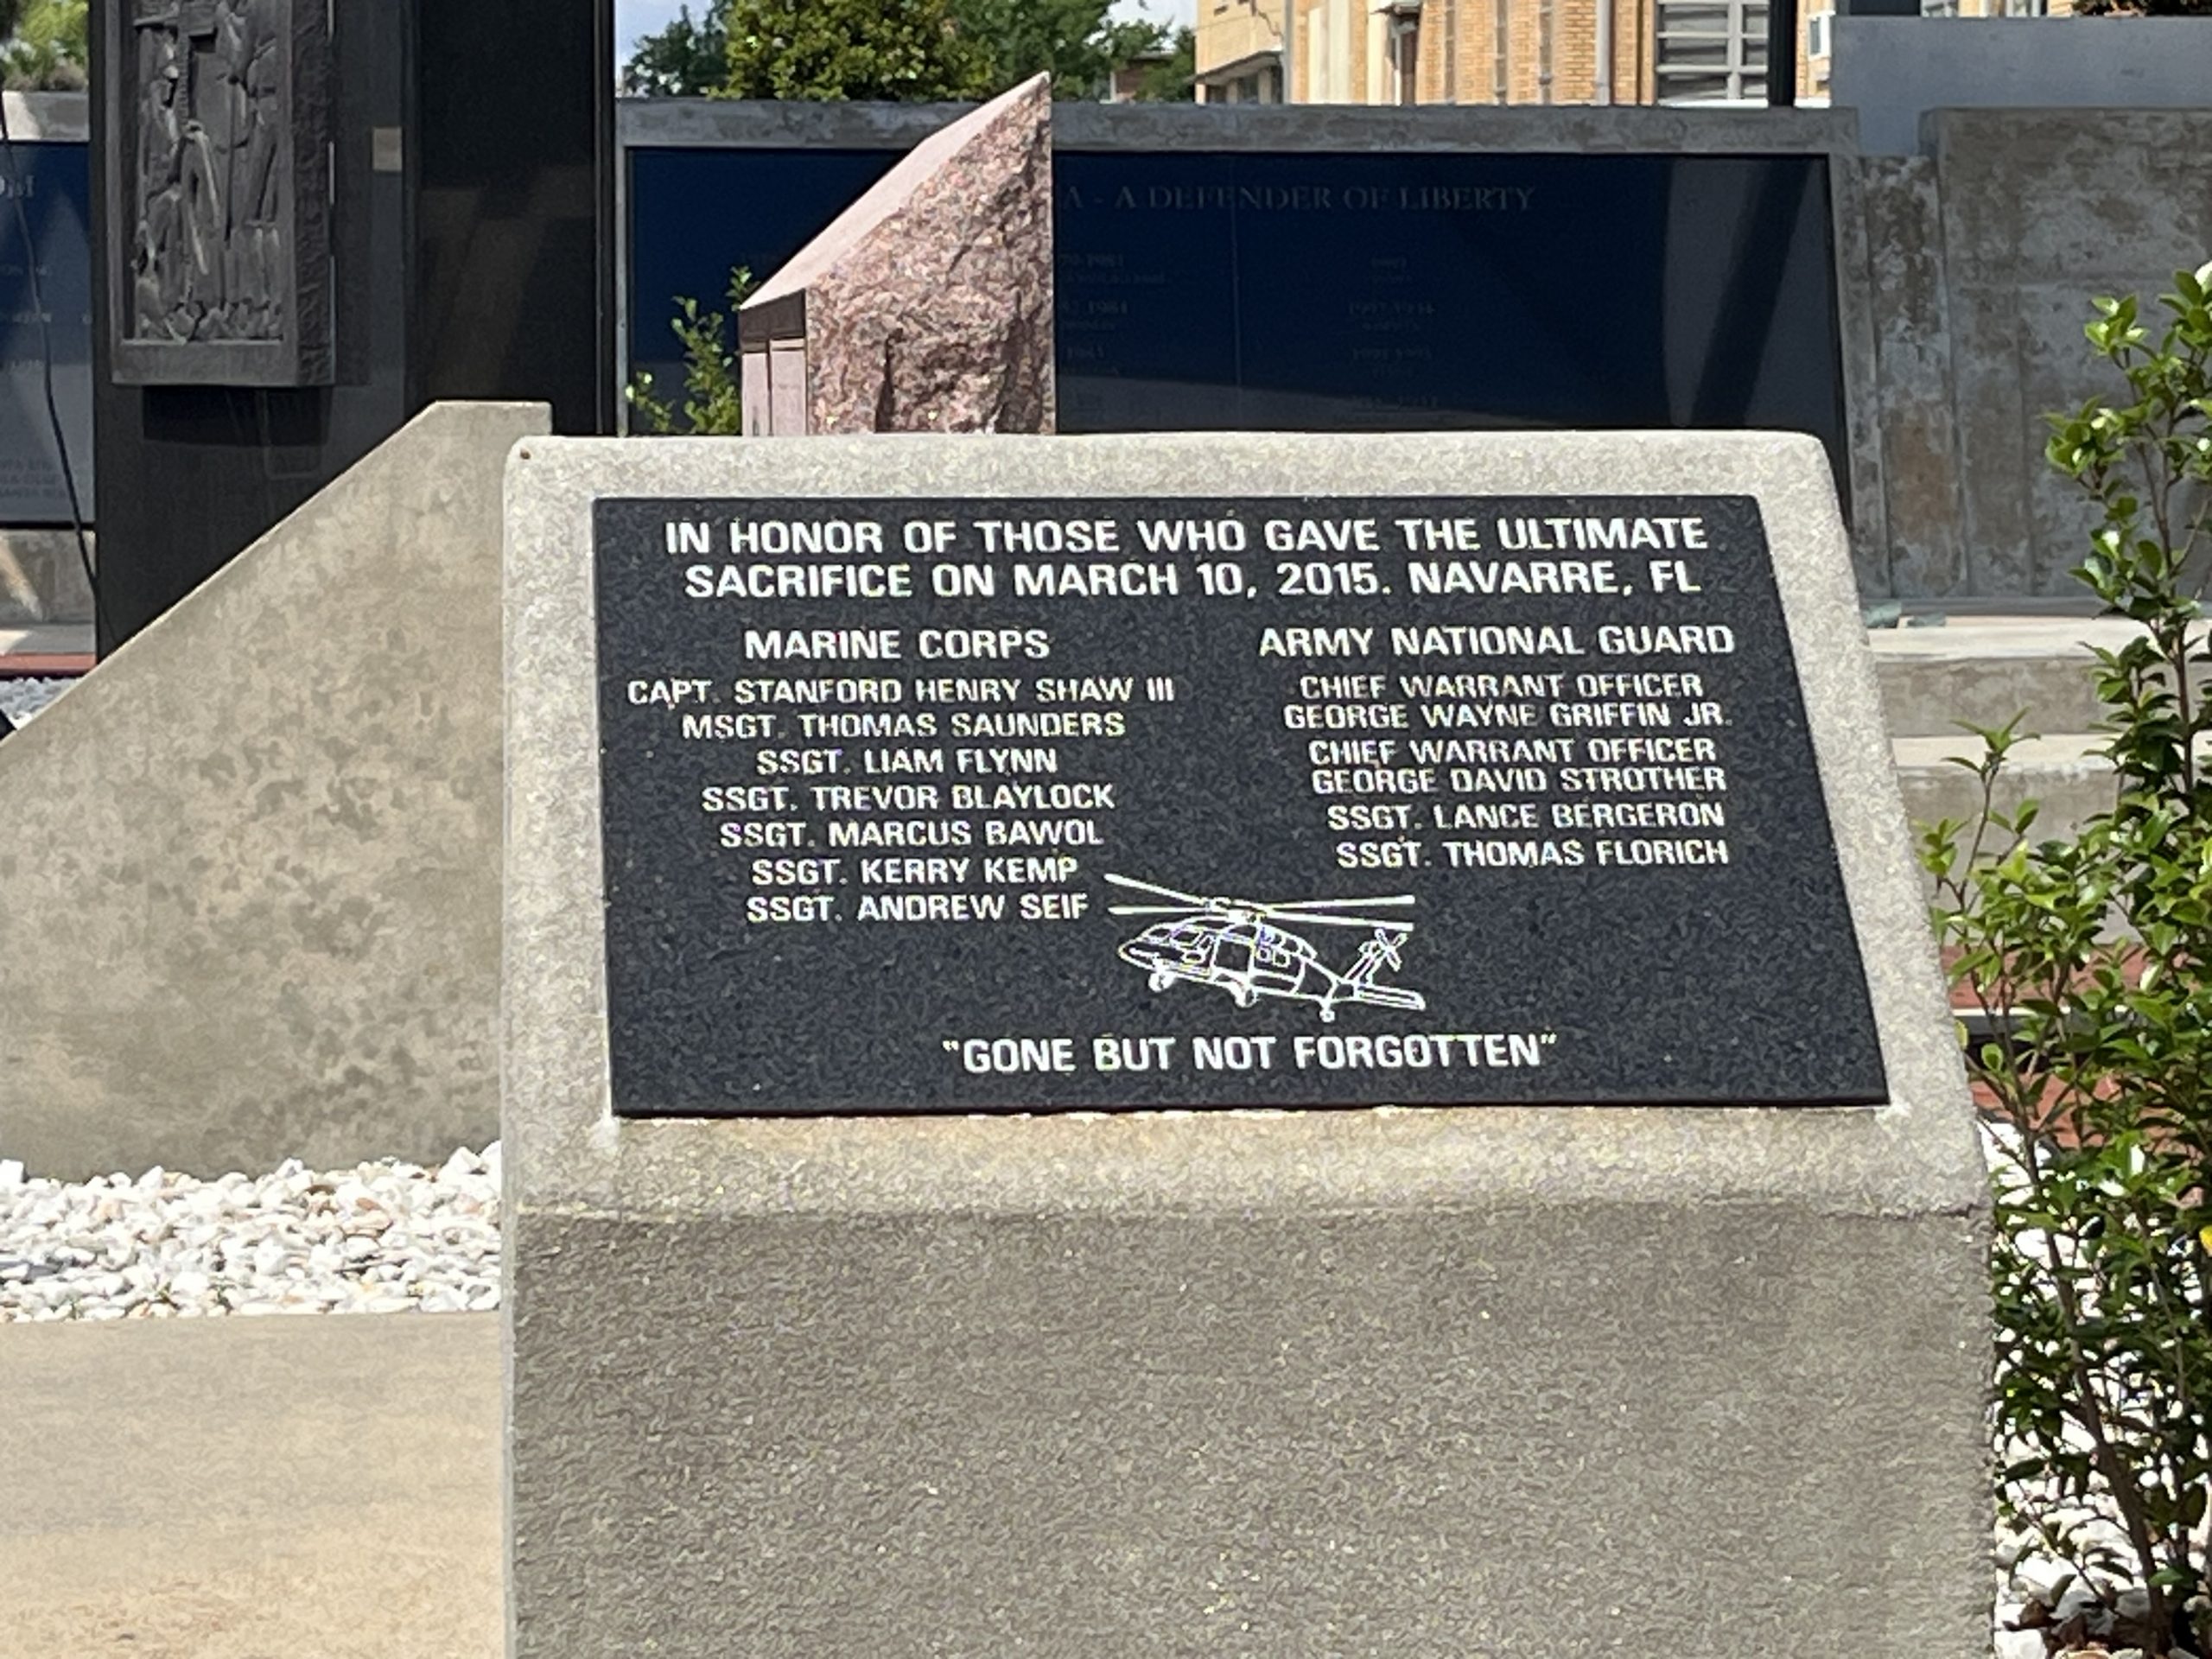 A - A DEFENDER OF LIBERTY
IN HONOR OF THOSE WHO GAVE THE ULTIMATE
SACRIFICE ON MARCH 10, 2015. NAVARRE, FL
MARINE CORPS
CAPT. STANFORD HENRY SHAW III
MSGT. THOMAS SAUNDERS
SSGT. LIAM FLYNN
SSGT. TREVOR BLAYLOCK
SSGT. MARCUS BAWOL
SSGT. KERRY KEMP
SSGT. ANDREW SEIF
ARMY NATIONAL GUARD
CHIEF WARRANT OFFICER
GEORGE WAYNE GRIFFIN JR.
CHIEF WARRANT OFFICER
GEORGE DAVID STROTHER
SSGT. LANCE BERGERON
SSGT. THOMAS FLORICH
"GONE BUT NOT FORGOTTEN"